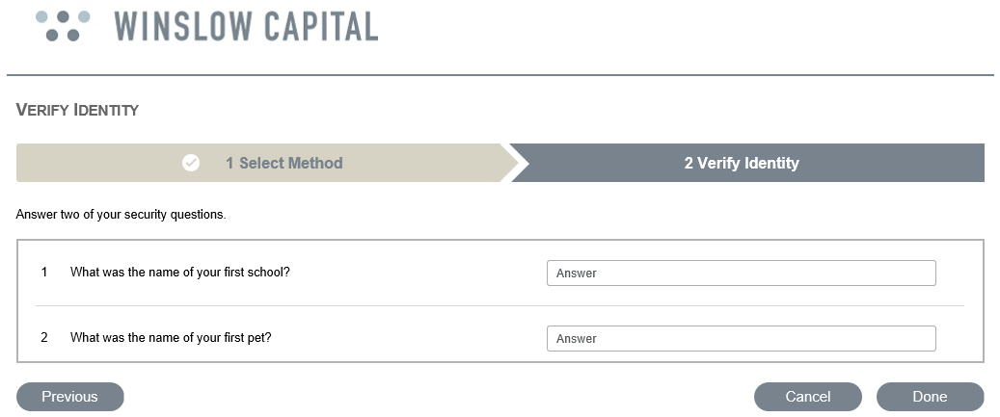 WINSLOW CAPITAL
VERIFY IDENTITY
1 Select Method
2 Verify Identity
Answer two of your security questions.
1 What was the name of your first school? Answer
2 What was the name of your first pet? Answer
Previous Cancel Done